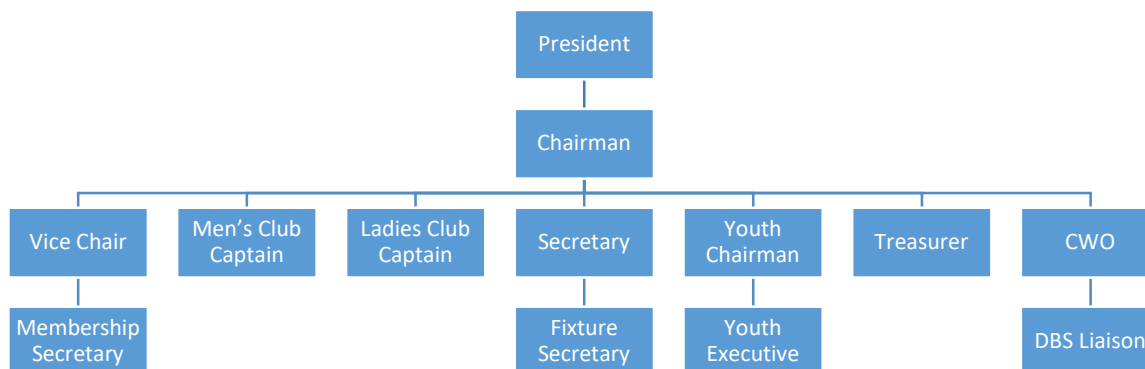 President
Chairman
Vice Chair
Men’s Club
Captain
Ladies Club
Captain
Secretary
Youth
Chairman
Treasurer
CWO
Membership
Secretary
Fixture
Secretary
Youth
Executive
DBS Liaison